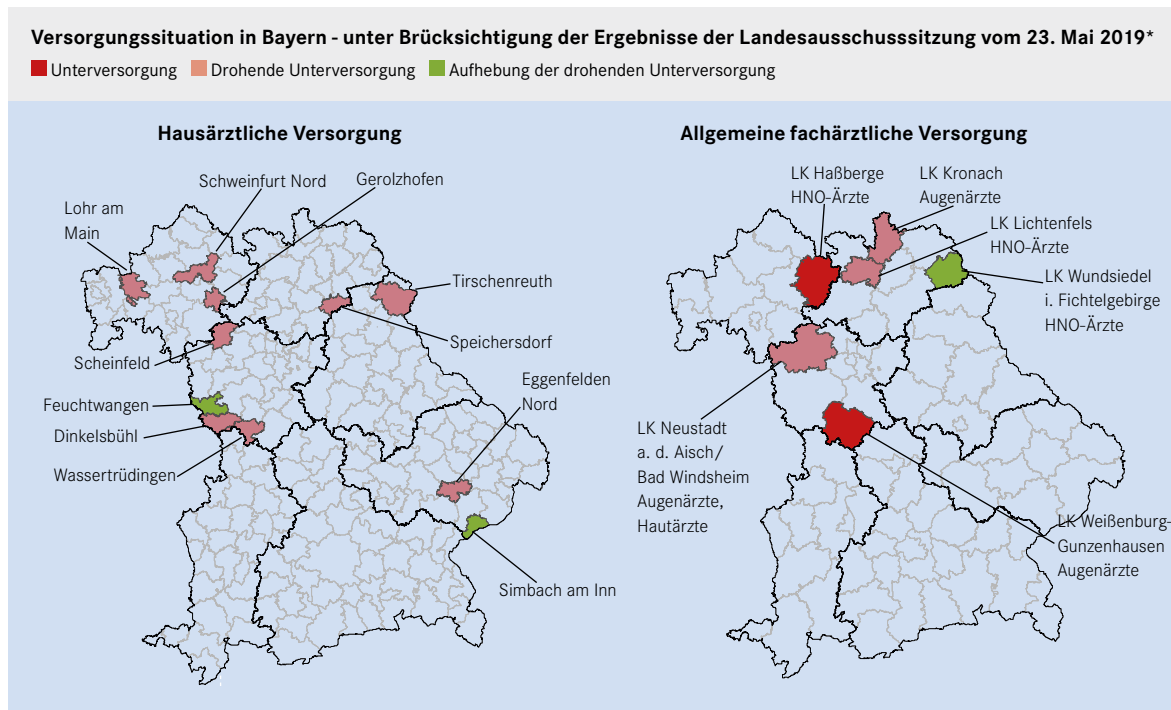 Versorgungssituation in Bayern - unter Brücksichtigung der Ergebnisse der Landesausschusssitzung vom 23. Mai 2019*
Unterversorgung Drohende Unterversorgung Aufhebung der drohenden Unterversorgung
Hausärztliche Versorgung
Schweinfurt Nord
Gerolzhofen
Lohr am
Main
Tirschenreuth
Speichersdorf
Scheinfeld
Eggenfelden
Nord
Feuchtwangen
Dinkelsbühl
Wassertrüdingen
Simbach am Inn
Allgemeine fachärztliche Versorgung
LK Haßberge
HNO-Ärzte
LK Kronach
Augenärzte
LK Lichtenfels
HNO-Ärzte
LK Wundsiedel
i. Fichtelgebirge
HNO-Ärzte
LK Neustadt
a. d. Aisch/
Bad Windsheim
Augenärzte,
Hautärzte
LK Weißenburg-
Gunzenhausen
Augenärzte